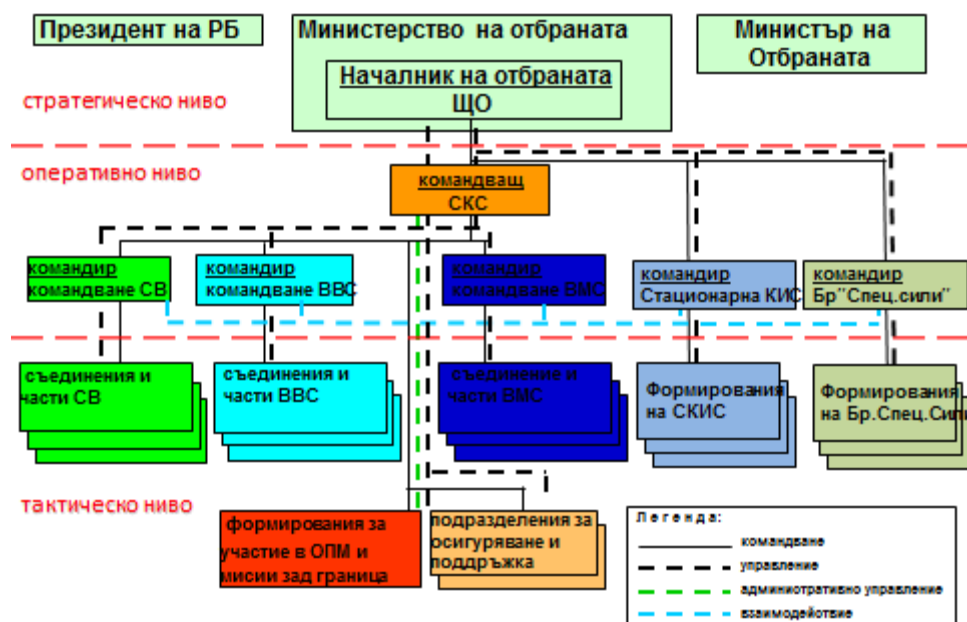 Президент на РБ
Министерство на отбраната
Министър на
Отбраната
Началник на отбраната
ЩО
стратегическо ниво
оперативно ниво
командващ
СКС
командир
командване СВ
командир
командване ВВС
командир
командване ВМС
командир
Стационарна КИС
командир
Бр"Спец.сили"
съединения и
части СВ
съединения и
части ВВС
съединение и
части ВМС
Формирования
на СКИС
Формирования
на Бр.Спец.Сили
тактическо ниво
формирования за
участие в ОПМ и
мисии зад граница
подразделения за
осигуряване и
поддръжка
Легенда:
командване
управление
административно управление
взаимодействие